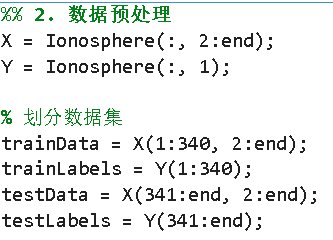 %% 2. 数据预处理
X = Ionosphere(:, 2:end);
Y = Ionosphere(:, 1);
% 划分数据集
trainData = X(1:340, 2:end);
trainLabels = Y(1:340);
testData = X(341:end, 2:end);
testLabels = Y(341:end);